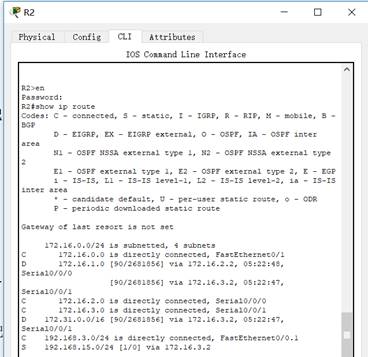 R2
Physical Config CLI Attributes
IOS Command Line Interface
R2>en
Password:
R2#show ip route
Codes: C - connected, S - static, I - IGRP, R - RIP, M - mobile, B -
BGP
D - EIGRP, EX - EIGRP external, O - OSPF, IA - OSPF inter
area
N1 - OSPF NSSA external type 1, N2 - OSPF NSSA external type
2
E1 - OSPF external type 1, E2 - OSPF external type 2, E - EGP
i - IS-IS, L1 - IS-IS level-1, L2 - IS-IS level-2, ia - IS-IS
inter area
* - candidate default, U - per-user static route, o - ODR
P - periodic downloaded static route
Gateway of last resort is not set
172.16.0.0/24 is subnetted, 4 subnets
C 172.16.0.0 is directly connected, FastEthernet0/1
D 172.16.1.0 [90/2681856] via 172.16.2.2, 05:22:48,
Serial0/0/0
[90/2681856] via 172.16.3.2, 05:22:47,
Serial0/0/1
C 172.16.2.0 is directly connected, Serial0/0/0
C 172.16.3.0 is directly connected, Serial0/0/1
D 172.31.0.0/16 [90/2681856] via 172.16.3.2, 05:22:47,
Serial0/0/1
C 192.168.3.0/24 is directly connected, FastEthernet0/0.1
S 192.168.15.0/24 [1/0] via 172.16.3.2